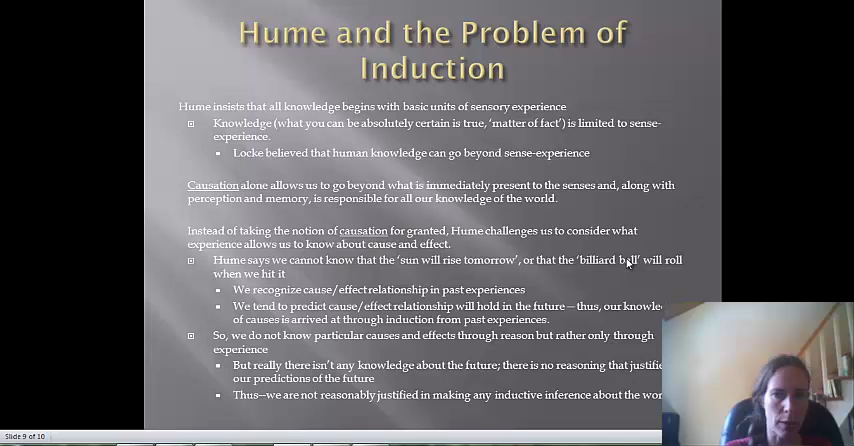 Hume and the Problem of
Induction
Hume insists that all knowledge begins with basic units of sensory experience
Knowledge (what you can be absolutely certain is true, 'matter of fact') is limited to sense-
experience.
Locke believed that human knowledge can go beyond sense-experience
Causation alone allows us to go beyond what is immediately present to the senses and, along with
perception and memory, is responsible for all our knowledge of the world.
Instead of taking the notion of causation for granted, Hume challenges us to consider what
experience allows us to know about cause and effect.
Hume says we cannot know that the 'sun will rise tomorrow', or that the 'billiard ball' will roll
when we hit it
We recognize cause/effect relationship in past experiences
We tend to predict cause/effect relationship will hold in the future—thus, our
of causes is arrived at through induction from past experiences.
So, we do not know particular causes and effects through reason but rather only through
experience
But really there isn't any knowledge about the future; there is no reasoning that
our predictions of the future
Thus—we are not reasonably justified in making any inductive inference about the
Slide 9 of 10